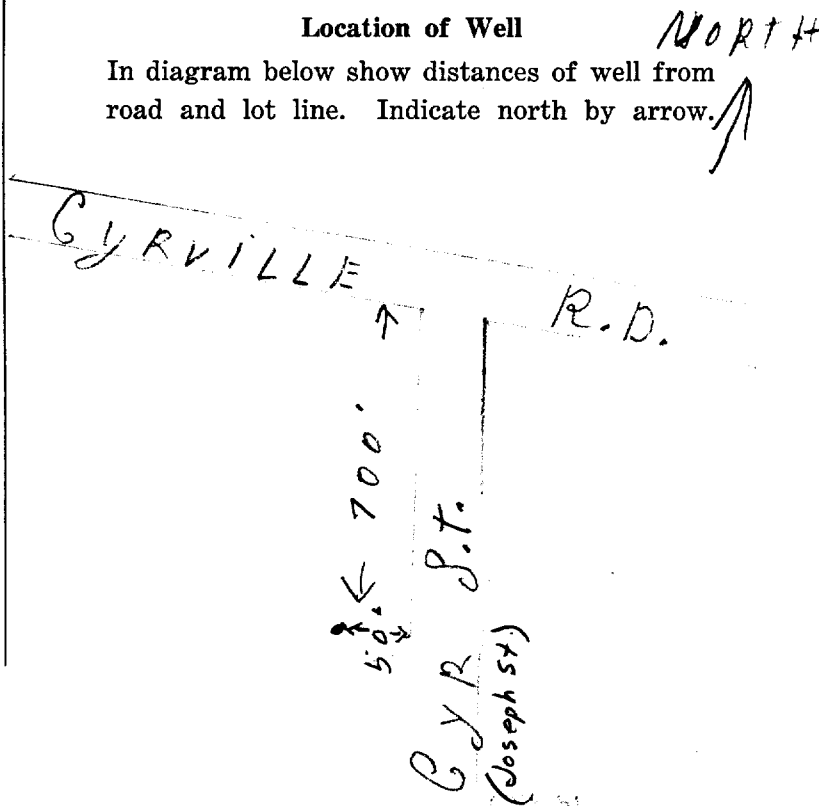 Location of Well
NORTH
In diagram below show distances of well from
road and lot line. Indicate north by arrow.
CYRVILLE R.D.
700'
50'
CYR S.t.
(Joseph St.)